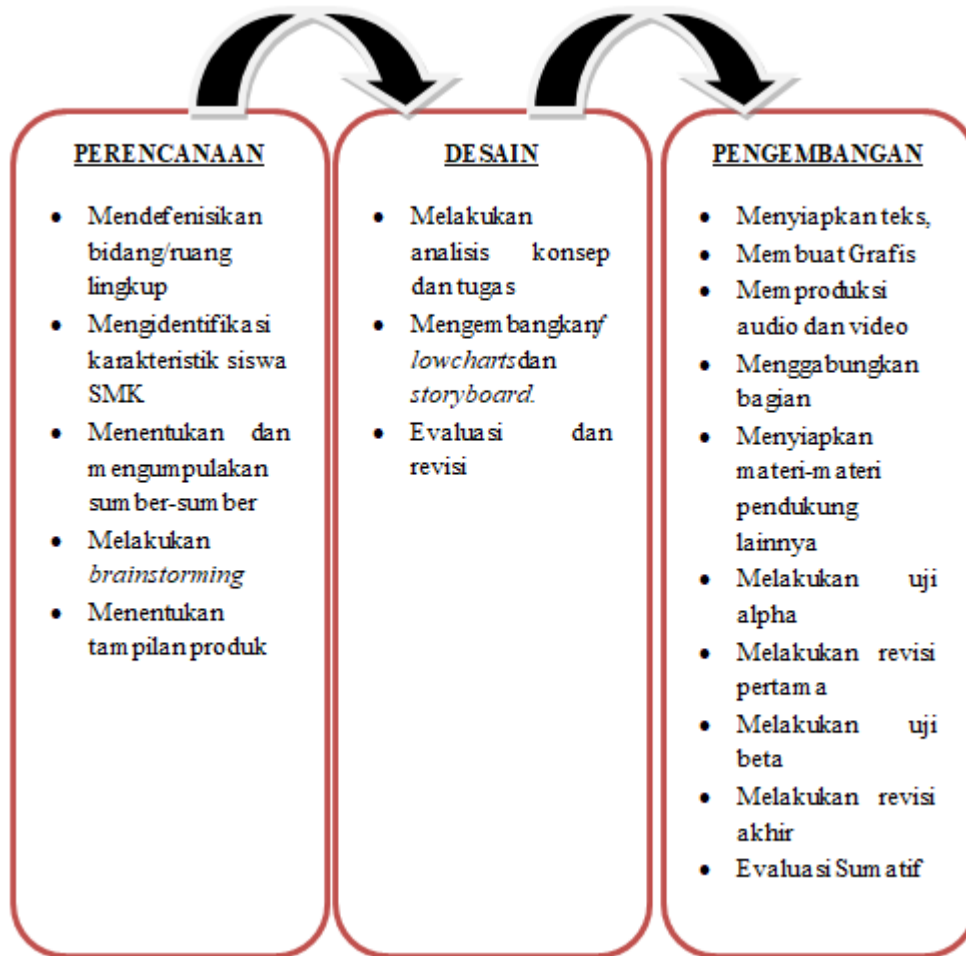 PERENCANAAN
• Mendefenisikan
bidang/ruang
lingkup
• Mengidentifikasi
karakteristik siswa
SMK
• Menentukan dan
mengumpulakan
sumber-sumber
• Melakukan
brainstorming
• Menentukan
tampilan produk
DESAIN
• Melakukan
analisis konsep
dan tugas
• Mengembangkanf
lowchartsdan
storyboard.
• Evaluasi dan
revisi
PENGEMBANGAN
• Menyiapkan teks,
• Membuat Grafis
• Memproduksi
audio dan video
• Menggabungkan
bagian
• Menyiapkan
materi-materi
pendukung
lainnya
• Melakukan uji
alpha
• Melakukan revisi
pertama
• Melakukan uji
beta
• Melakukan revisi
akhir
• Evaluasi Sumatif